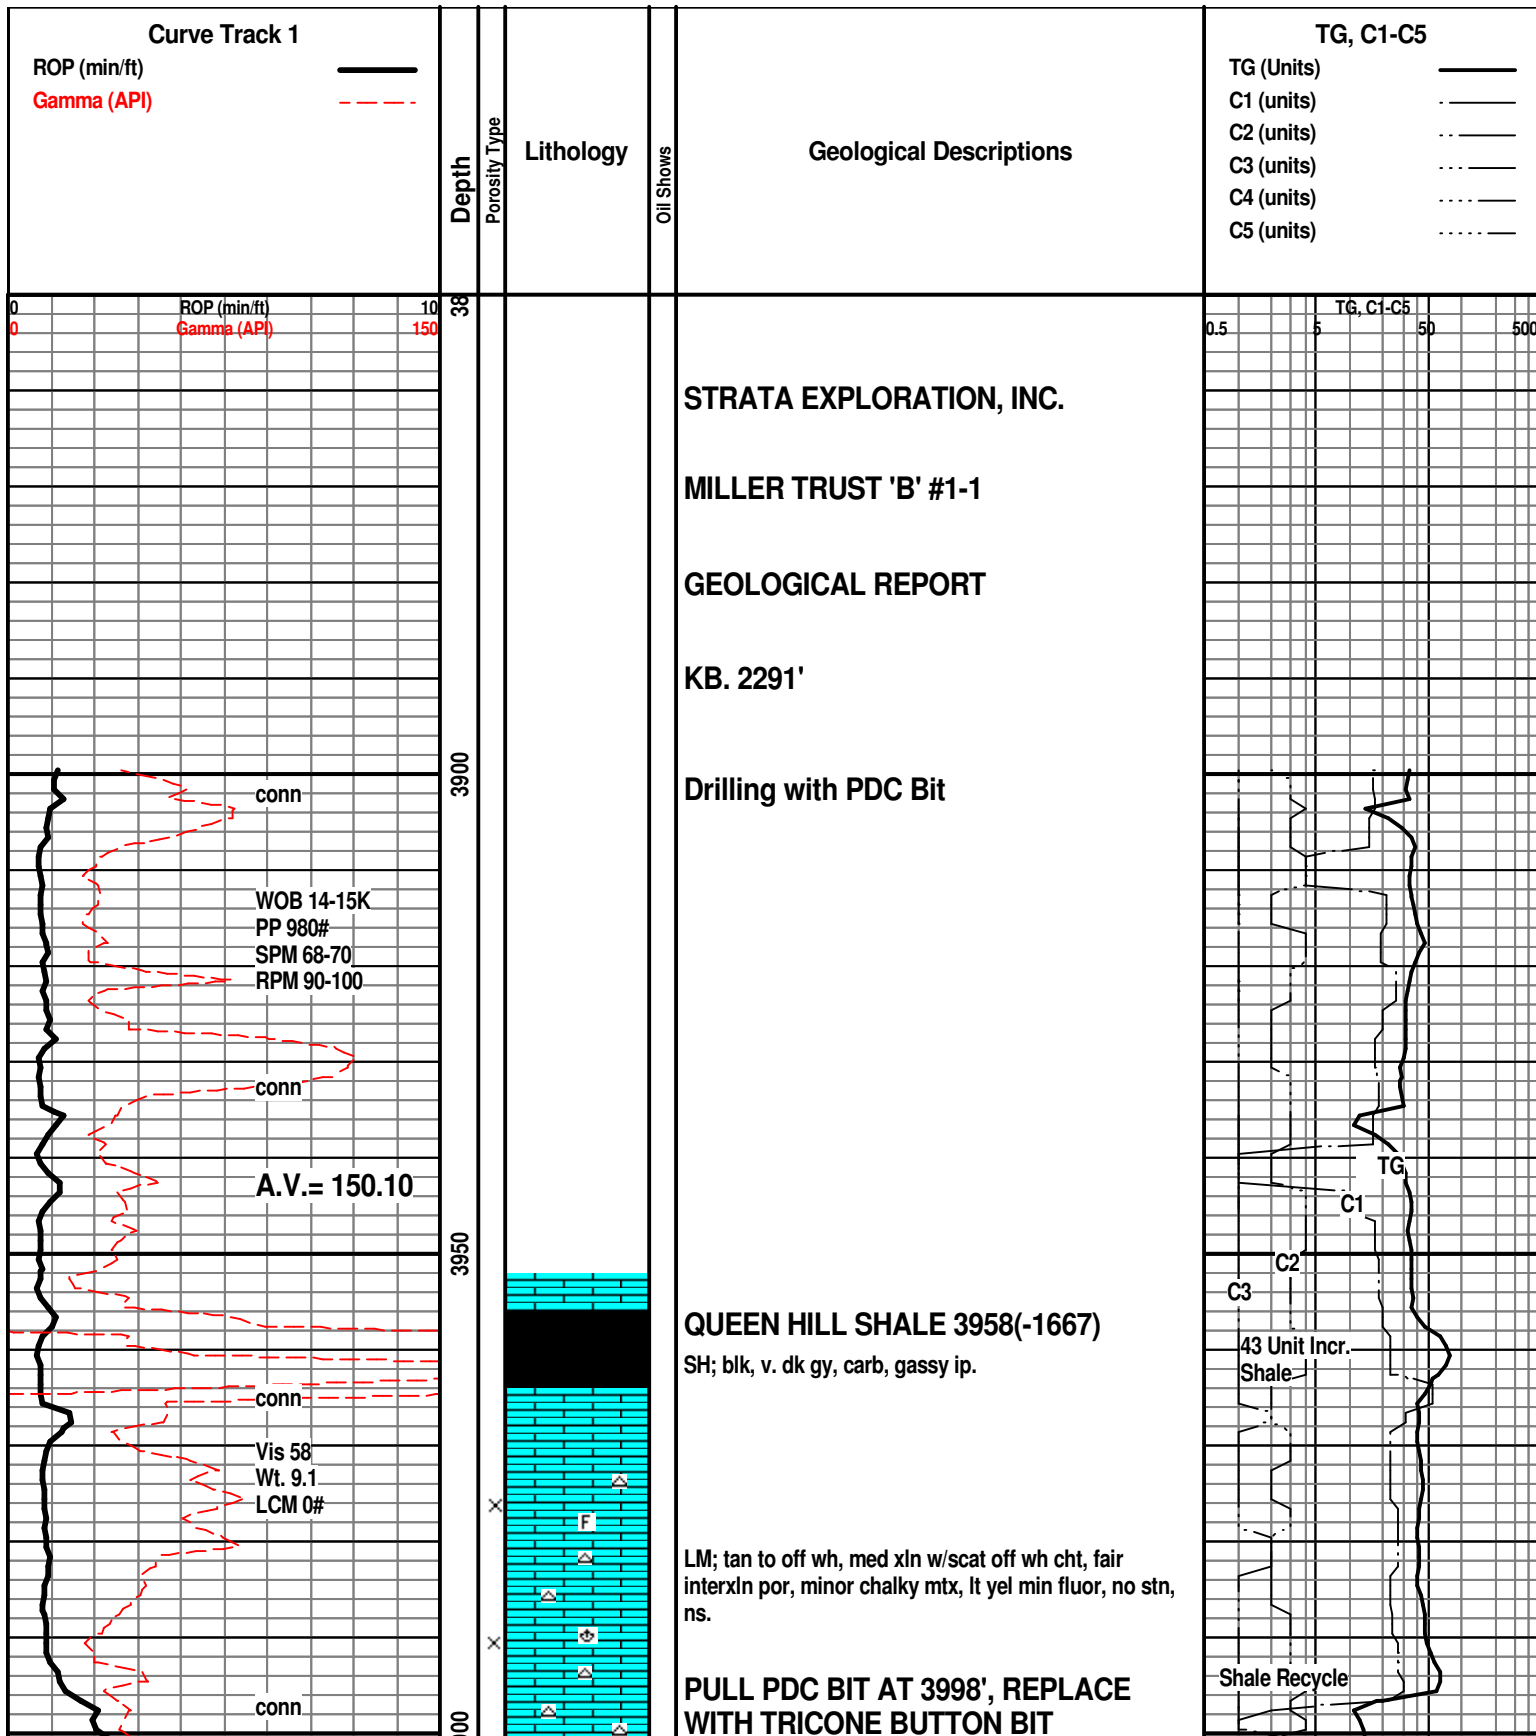 Curve Track 1
ROP (min/ft)
Gamma (API)
Depth
Porosity Type
Lithology
Oil Shows
Geological Descriptions
TG, C1-C5
TG (Units)
C1 (units)
C2 (units)
C3 (units)
C4 (units)
C5 (units)
0 ROP (min/ft) 10
0 Gamma (API) 150
38
TG, C1-C5
0.5 5 50 500
STRATA EXPLORATION, INC.
MILLER TRUST 'B' #1-1
GEOLOGICAL REPORT
KB. 2291'
3900
conn
Drilling with PDC Bit
WOB 14-15K
PP 980#
SPM 68-70
RPM 90-100
conn
A.V.= 150.10
TG
C1
3950
C2
C3
QUEEN HILL SHALE 3958(-1667)
SH; blk, v. dk gy, carb, gassy ip.
43 Unit Incr.
Shale
conn
Vis 58
Wt. 9.1
LCM 0#
F
LM; tan to off wh, med xln w/scat off wh cht, fair
interxln por, minor chalky mtx, lt yel min fluor, no stn,
ns.
Shale Recycle
PULL PDC BIT AT 3998', REPLACE
WITH TRICONE BUTTON BIT
conn
00